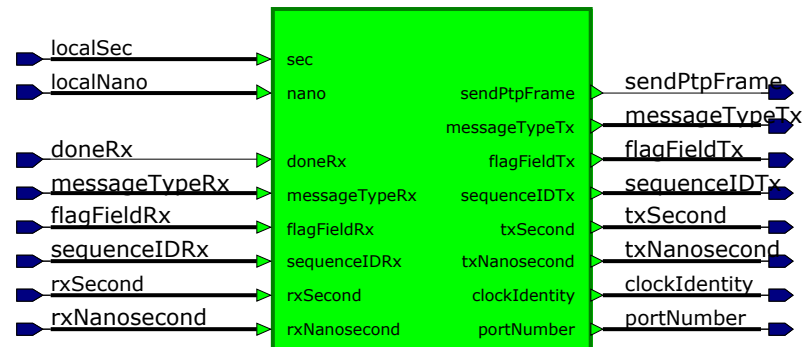 localSec
sec
localNano
nano
sendPtpFrame
sendPtpFrame
messageTypeTx
messageTypeTx
doneRx
doneRx
flagFieldTx
flagFieldTx
messageTypeRx
messageTypeRx
sequenceIDTx
sequenceIDTx
flagFieldRx
flagFieldRx
txSecond
txSecond
sequenceIDRx
sequenceIDRx
txNanosecond
txNanosecond
rxSecond
rxSecond
clockIdentity
clockIdentity
rxNanosecond
rxNanosecond
portNumber
portNumber